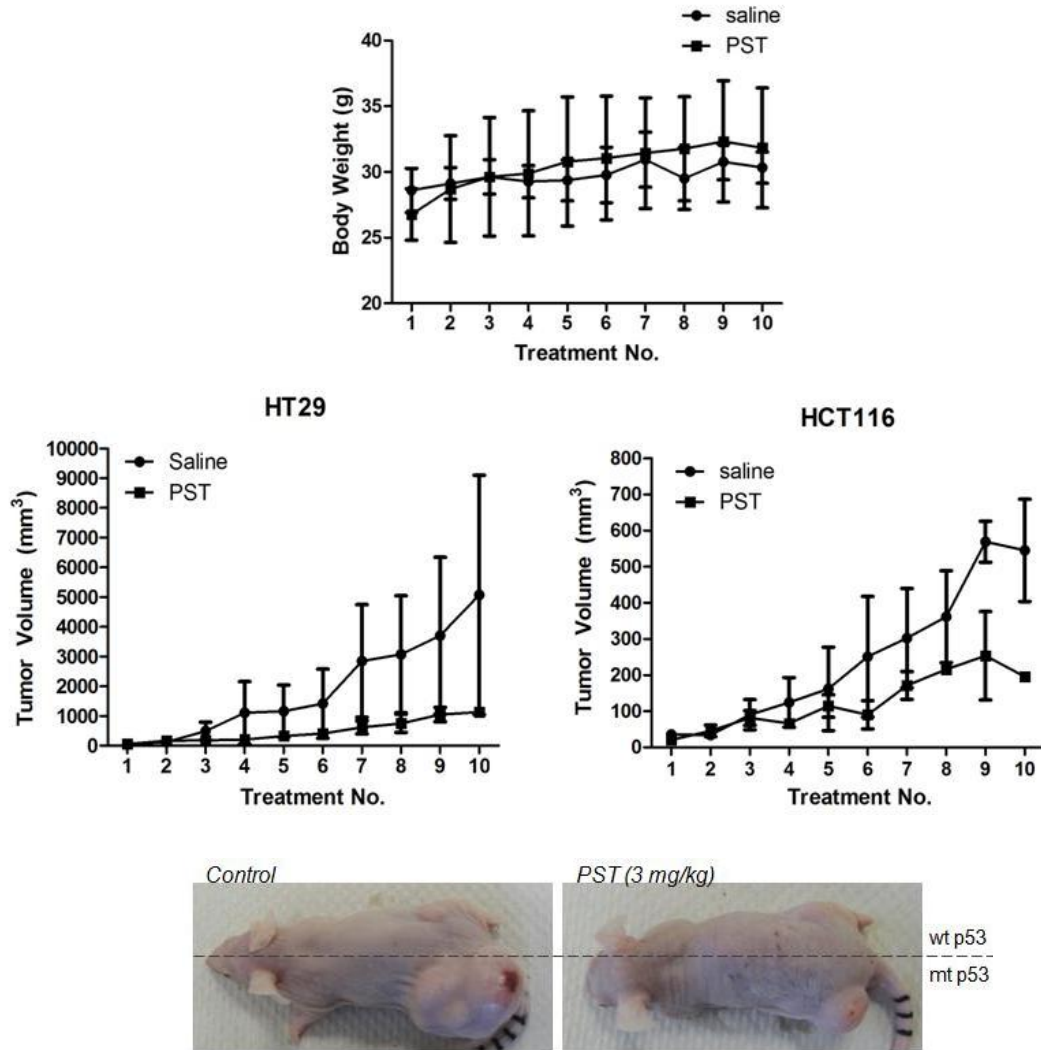 saline
PST
40
35
30
25
20
Body Weight (g)
1 2 3 4 5 6 7 8 9 10
Treatment No.
HT29
Saline
PST
10000
9000
8000
7000
6000
5000
4000
3000
2000
1000
0
Tumor Volume (mm³)
1 2 3 4 5 6 7 8 9 10
Treatment No.
HCT116
saline
PST
800
700
600
500
400
300
200
100
0
Tumor Volume (mm³)
1 2 3 4 5 6 7 8 9 10
Treatment No.
Control
PST (3 mg/kg)
wt p53
mt p53